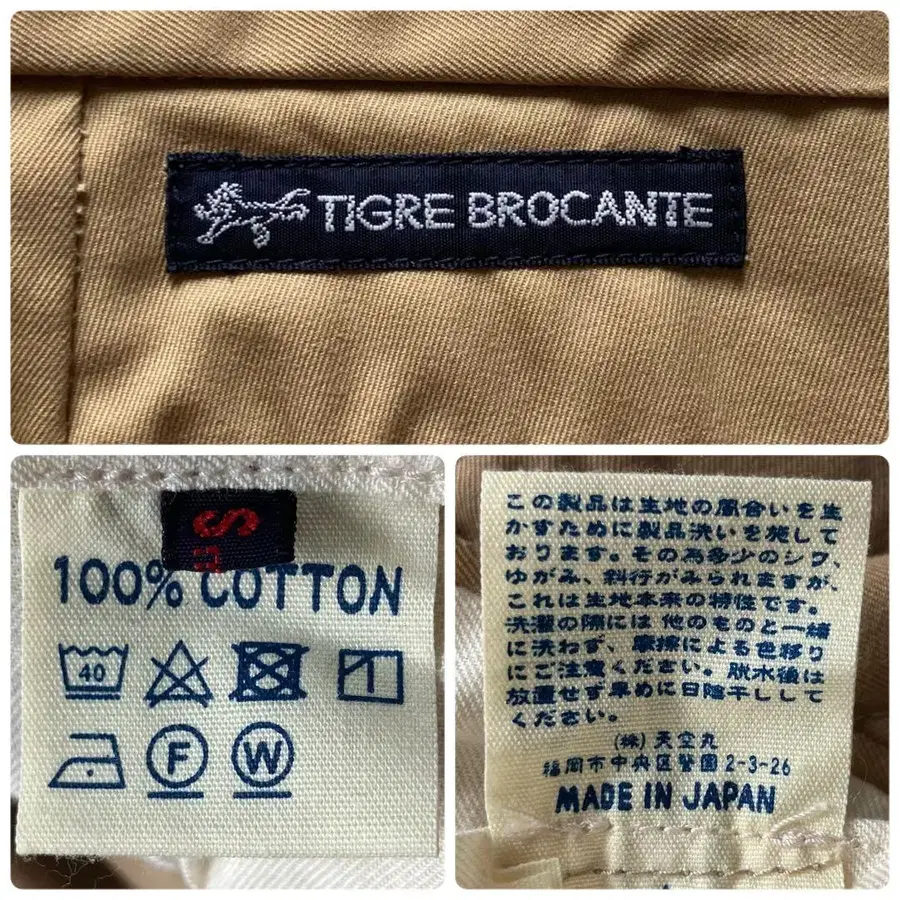 TIGRE BROCANTE
S
100% COTTON
40
F W
この製品は生地の風合いを生
かすために製品洗いを施して
おります。その為多少のシワ、
ゆがみ、斜行がみられますが、
これは生地本来の特性です。
洗濯の際には他のものと一緒
に洗わず、摩擦による色移り
にご注意ください。脱水後は
放置せず早めに日陰干しして
ください。
(株)天空丸
福岡市中央区警固2-3-26
MADE IN JAPAN